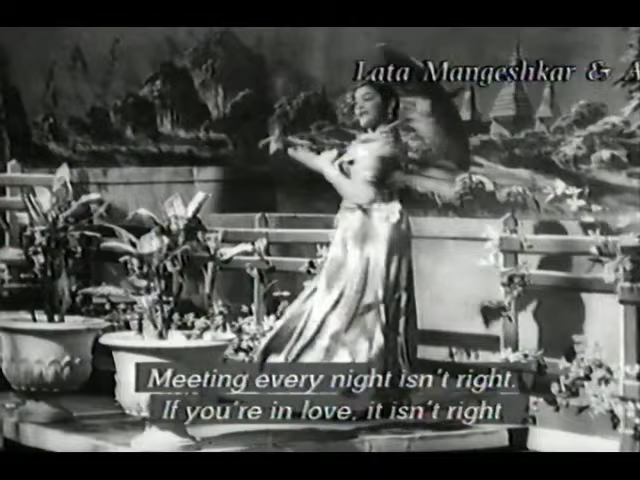 Lata Mangeshkar & A
Meeting every night isn't right.
If you're in love, it isn't right